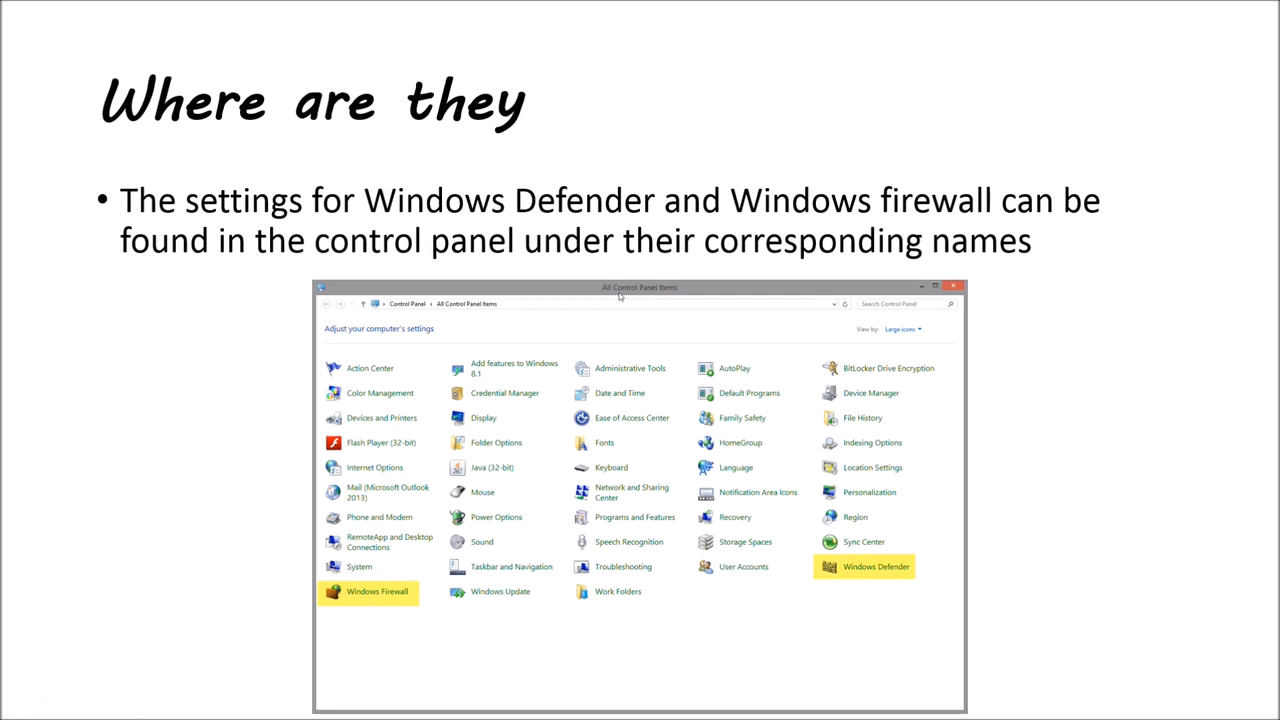 Where are they
• The settings for Windows Defender and Windows firewall can be
found in the control panel under their corresponding names
All Control Panel Items
Control Panel › All Control Panel Items
Search Control Panel
Adjust your computer's settings
View by: Large icons
Action Center
Add features to Windows
8.1
Administrative Tools
AutoPlay
BitLocker Drive Encryption
Color Management
Credential Manager
Date and Time
Default Programs
Device Manager
Devices and Printers
Display
Ease of Access Center
Family Safety
File History
Flash Player (32-bit)
Folder Options
Fonts
HomeGroup
Indexing Options
Internet Options
Java (32-bit)
Keyboard
Language
Location Settings
Mail (Microsoft Outlook
2013)
Mouse
Network and Sharing
Center
Notification Area Icons
Personalization
Phone and Modem
Power Options
Programs and Features
Recovery
Region
RemoteApp and Desktop
Connections
Sound
Speech Recognition
Storage Spaces
Sync Center
System
Taskbar and Navigation
Troubleshooting
User Accounts
Windows Defender
Windows Firewall
Windows Update
Work Folders